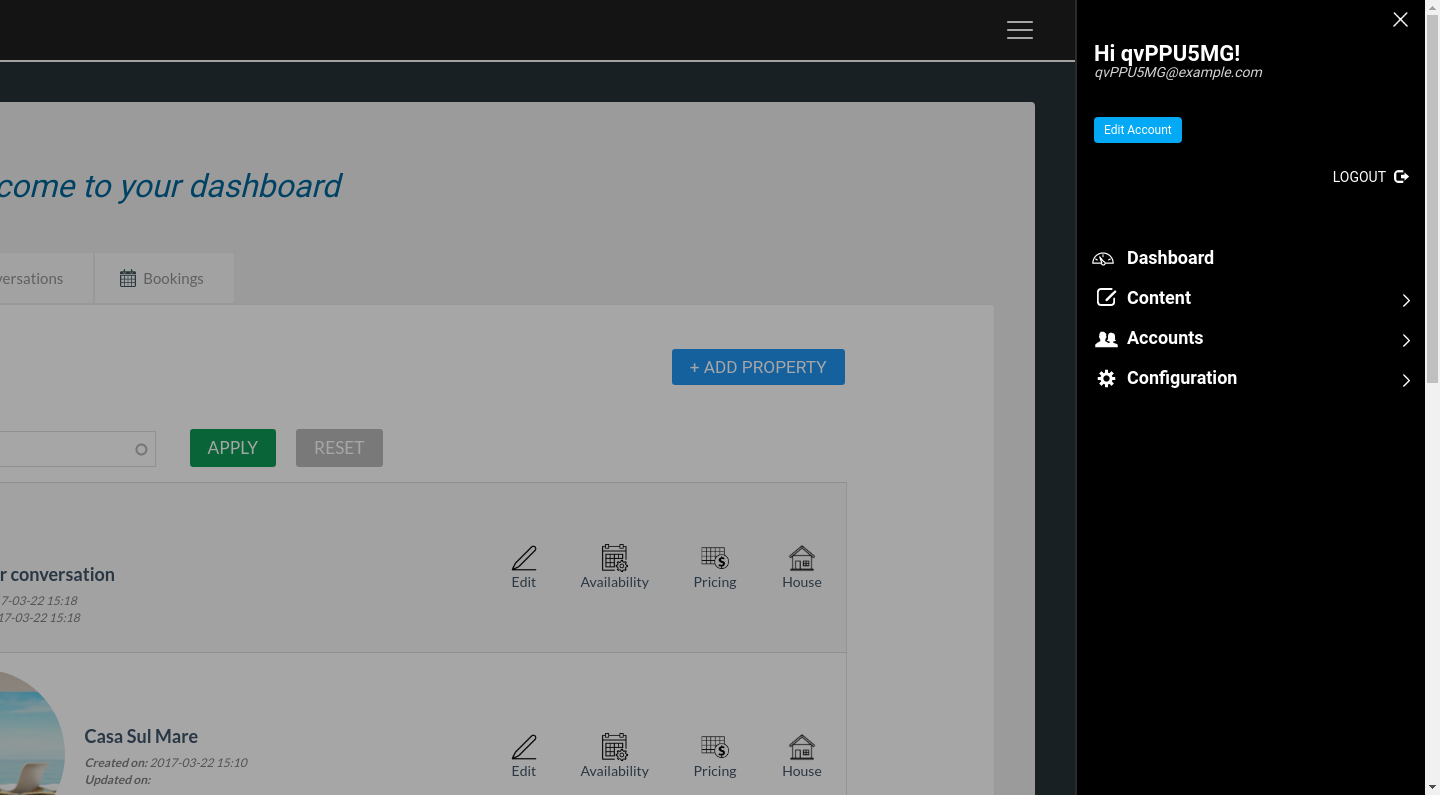 Hi qvPPU5MG!
qvPPU5MG@example.com
Edit Account
LOGOUT
Dashboard
Content
Accounts
Configuration
come to your dashboard
versations
Bookings
+ ADD PROPERTY
APPLY
RESET
r conversation
7-03-22 15:18
17-03-22 15:18
Edit
Availability
Pricing
House
Casa Sul Mare
Created on: 2017-03-22 15:10
Updated on:
Edit
Availability
Pricing
House